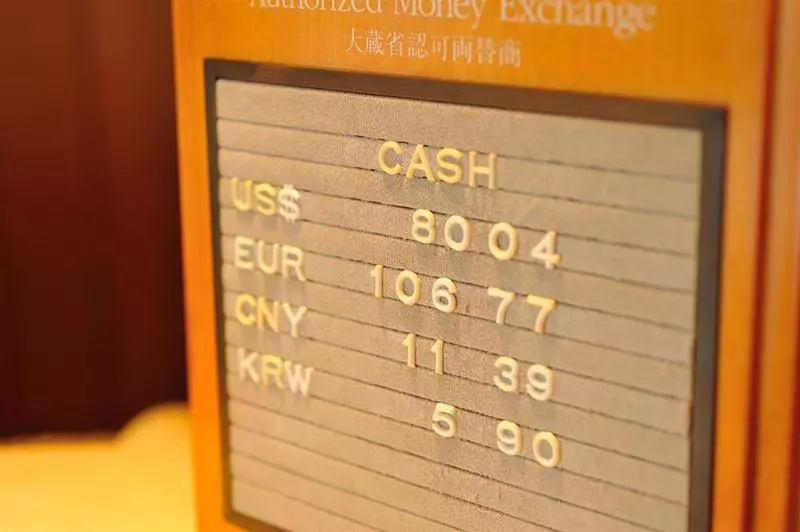 Authorized Money Exchange
大蔵省認可両替商
CASH
US$ 80 04
EUR 106 77
CNY 11 39
KRW 5 90